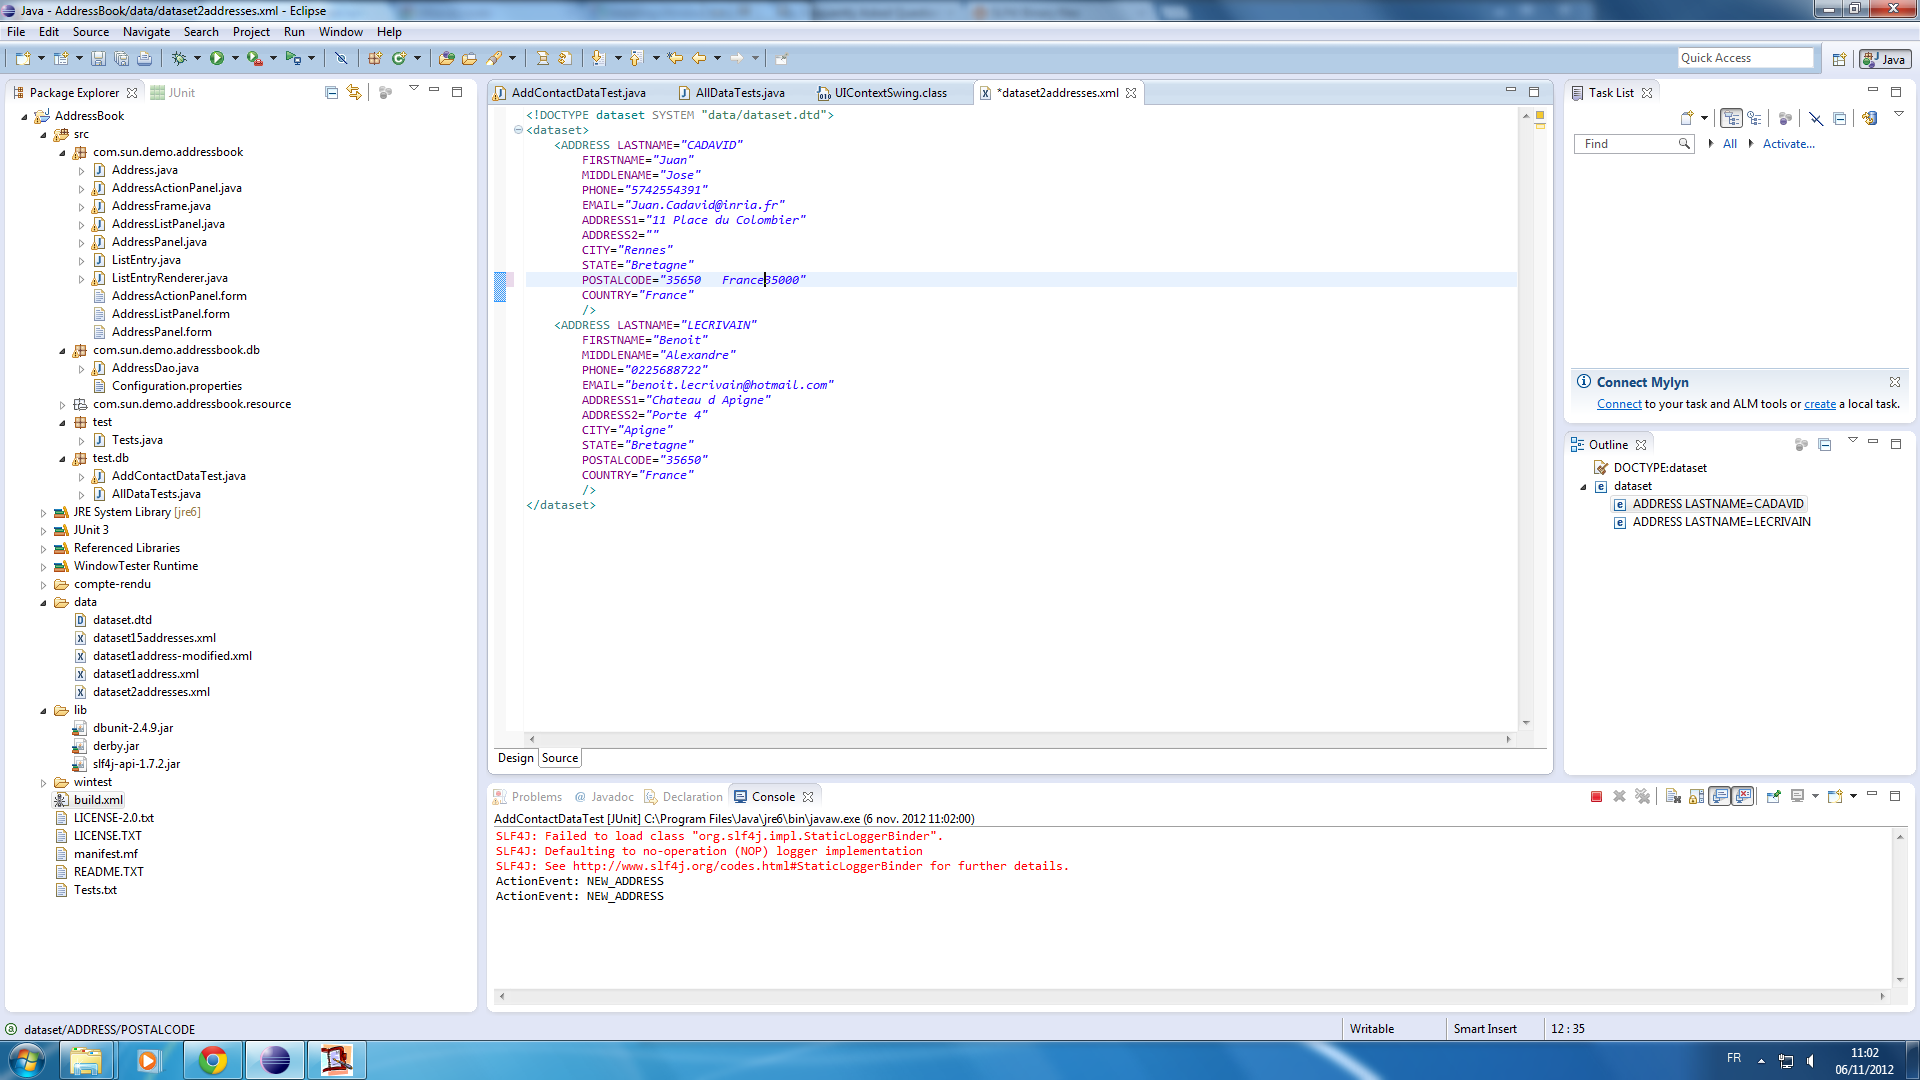 Java - AddressBook/data/dataset2addresses.xml - Eclipse
File Edit Source Navigate Search Project Run Window Help
Quick Access
Java
Package Explorer
JUnit
AddressBook
src
com.sun.demo.addressbook
Address.java
AddressActionPanel.java
AddressFrame.java
AddressListPanel.java
AddressPanel.java
ListEntry.java
ListEntryRenderer.java
AddressActionPanel.form
AddressListPanel.form
AddressPanel.form
com.sun.demo.addressbook.db
AddressDao.java
Configuration.properties
com.sun.demo.addressbook.resource
test
Tests.java
test.db
AddContactDataTest.java
AllDataTests.java
JRE System Library [jre6]
JUnit 3
Referenced Libraries
WindowTester Runtime
compte-rendu
data
dataset.dtd
dataset15addresses.xml
dataset1address-modified.xml
dataset1address.xml
dataset2addresses.xml
lib
dbunit-2.4.9.jar
derby.jar
slf4j-api-1.7.2.jar
wintest
build.xml
LICENSE-2.0.txt
LICENSE.TXT
manifest.mf
README.TXT
Tests.txt
AddContactDataTest.java AllDataTests.java UIContextSwing.class *dataset2addresses.xml
<!DOCTYPE dataset SYSTEM "data/dataset.dtd">
<dataset>
<ADDRESS LASTNAME="CADAVID"
FIRSTNAME="Juan"
MIDDLENAME="Jose"
PHONE="5742554391"
EMAIL="Juan.Cadavid@inria.fr"
ADDRESS1="11 Place du Colombier"
ADDRESS2=""
CITY="Rennes"
STATE="Bretagne"
POSTALCODE="35650   France35000"
COUNTRY="France"
/>
<ADDRESS LASTNAME="LECRIVAIN"
FIRSTNAME="Benoit"
MIDDLENAME="Alexandre"
PHONE="0225688722"
EMAIL="benoit.lecrivain@hotmail.com"
ADDRESS1="Chateau d Apigne"
ADDRESS2="Porte 4"
CITY="Apigne"
STATE="Bretagne"
POSTALCODE="35650"
COUNTRY="France"
/>
</dataset>
Design Source
Task List
Find
All Activate...
Connect Mylyn
Connect to your task and ALM tools or create a local task.
Outline
DOCTYPE:dataset
dataset
ADDRESS LASTNAME=CADAVID
ADDRESS LASTNAME=LECRIVAIN
Problems Javadoc Declaration Console
AddContactDataTest [JUnit] C:\Program Files\Java\jre6\bin\javaw.exe (6 nov. 2012 11:02:00)
SLF4J: Failed to load class "org.slf4j.impl.StaticLoggerBinder".
SLF4J: Defaulting to no-operation (NOP) logger implementation
SLF4J: See http://www.slf4j.org/codes.html#StaticLoggerBinder for further details.
ActionEvent: NEW_ADDRESS
ActionEvent: NEW_ADDRESS
dataset/ADDRESS/POSTALCODE
Writable
Smart Insert
12 : 35
FR
11:02
06/11/2012